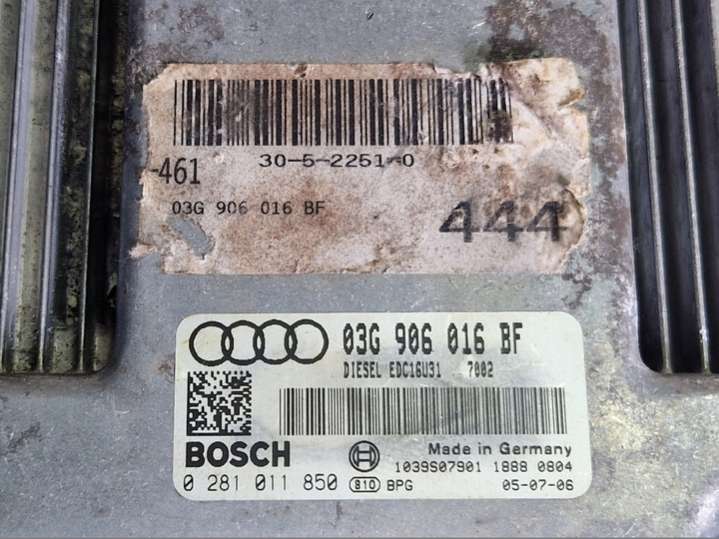 30-5-2251-0
461
03G 906 016 BF
444
03G 906 016 BF
DIESEL EDC16U31 7002
BOSCH
Made in Germany
1039S07901 1888 0804
0 281 011 850 810 BPG 05-07-06